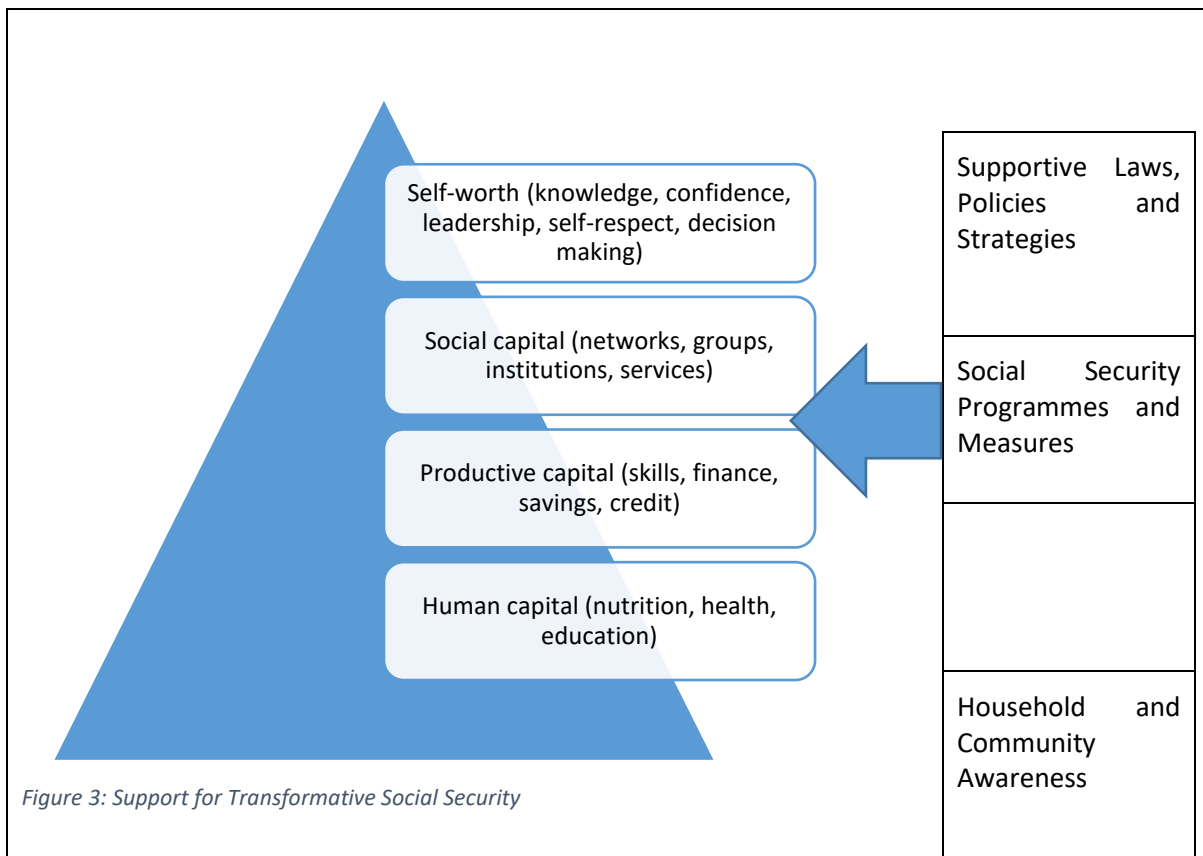 Self-worth (knowledge, confidence,
leadership, self-respect, decision
making)
Social capital (networks, groups,
institutions, services)
Productive capital (skills, finance,
savings, credit)
Human capital (nutrition, health,
education)
Supportive Laws,
Policies and
Strategies
Social Security
Programmes and
Measures
Household and
Community
Awareness
Figure 3: Support for Transformative Social Security